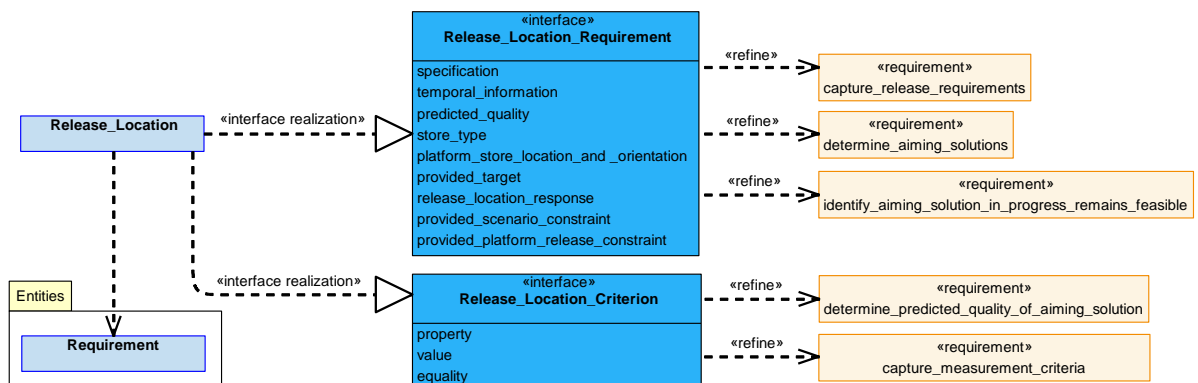 «interface»
Release_Location_Requirement
specification
temporal_information
predicted_quality
store_type
platform_store_location_and _orientation
provided_target
release_location_response
provided_scenario_constraint
provided_platform_release_constraint
«refine»
«requirement»
capture_release_requirements
«refine»
«requirement»
determine_aiming_solutions
«refine»
«requirement»
identify_aiming_solution_in_progress_remains_feasible
Release_Location
«interface realization»
«interface realization»
Entities
Requirement
«interface»
Release_Location_Criterion
property
value
equality
«refine»
«requirement»
determine_predicted_quality_of_aiming_solution
«refine»
«requirement»
capture_measurement_criteria